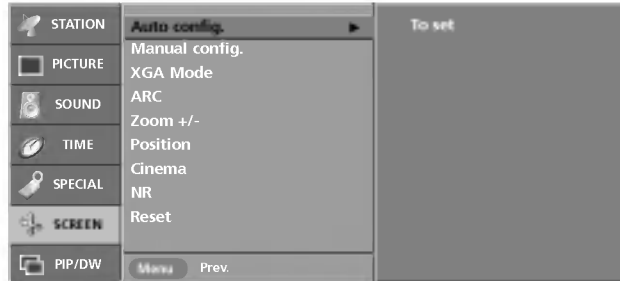 STATION
PICTURE
SOUND
TIME
SPECIAL
SCREEN
PIP/DW
Auto config.
Manual config.
XGA Mode
ARC
Zoom +/-
Position
Cinema
NR
Reset
Menu Prev.
To set